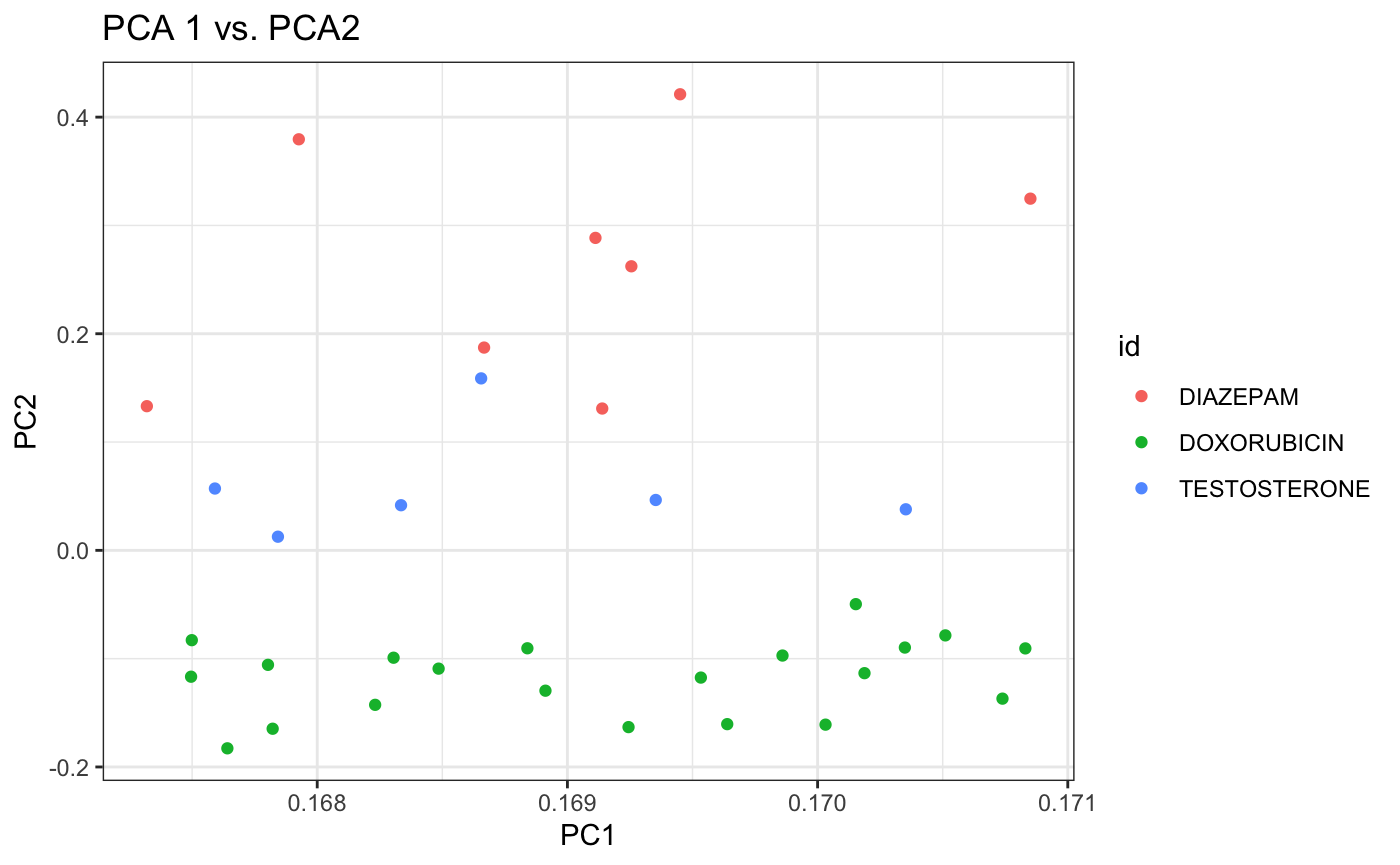 PCA 1 vs. PCA2
0.4
0.2
0.0
-0.2
PC2
0.168 0.169 0.170 0.171
PC1
id
DIAZEPAM
DOXORUBICIN
TESTOSTERONE